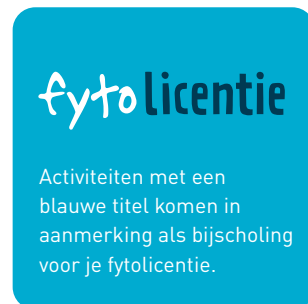 fytolicentie
Activiteiten met een
blauwe titel komen in
aanmerking als bijscholing
voor je fytolicentie.